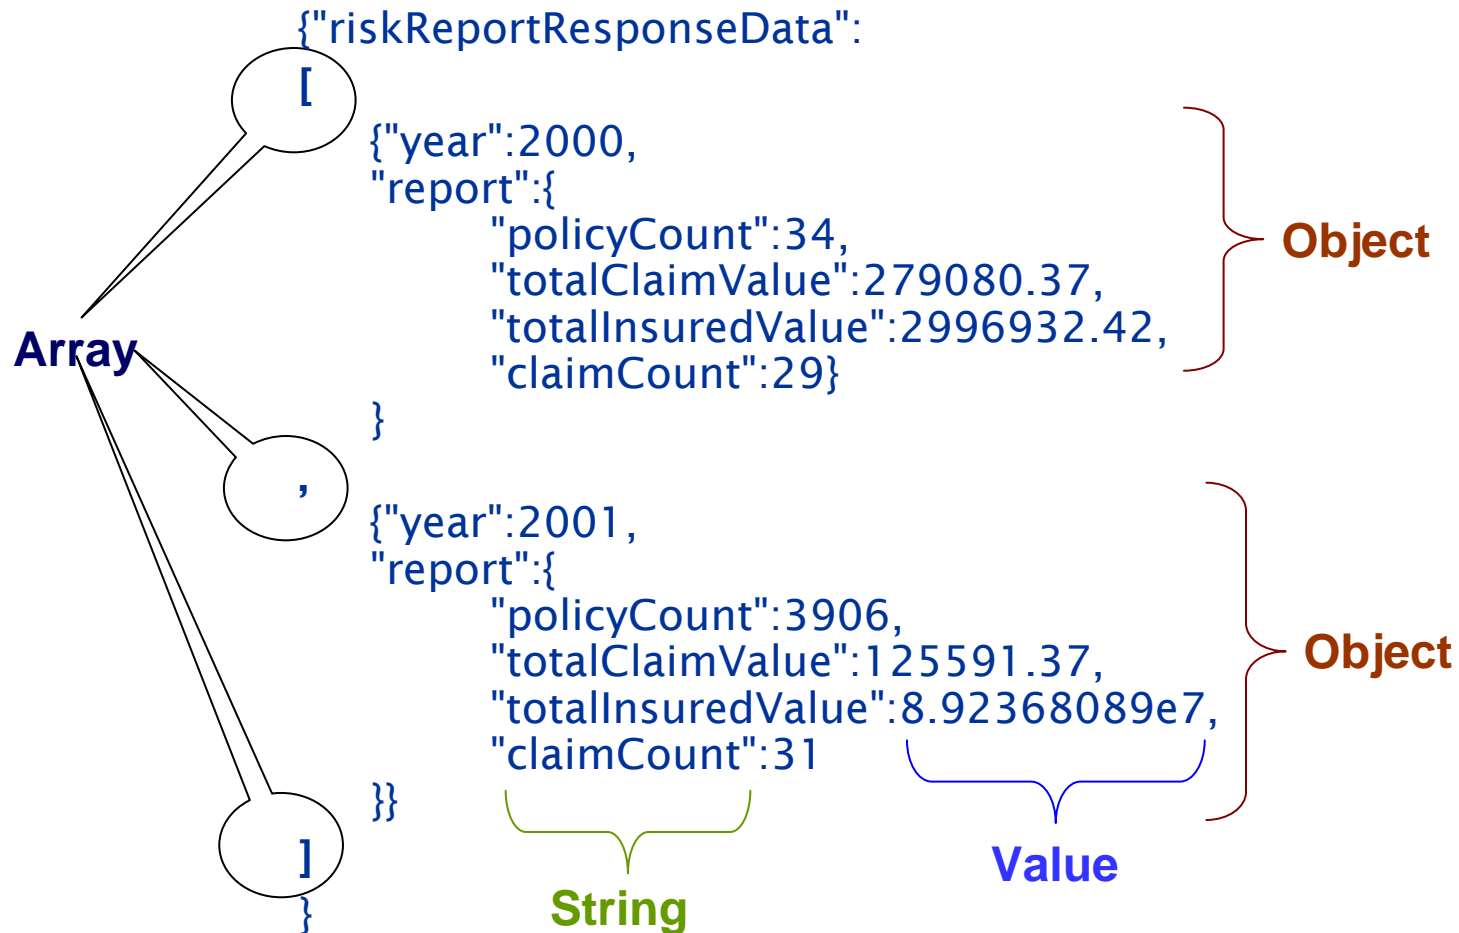 {"riskReportResponseData":
[
{"year":2000,
"report":{
"policyCount":34,
"totalClaimValue":279080.37,
"totalInsuredValue":2996932.42,
"claimCount":29}
}
,
{"year":2001,
"report":{
"policyCount":3906,
"totalClaimValue":125591.37,
"totalInsuredValue":8.92368089e7,
"claimCount":31
}}
]
}
Array
Object
Object
Value
String